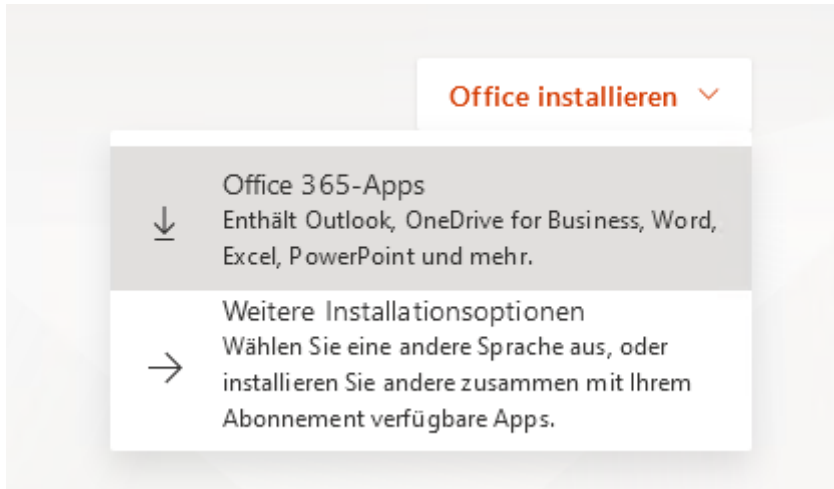 Office installieren
Office 365-Apps
Enthält Outlook, OneDrive for Business, Word,
Excel, PowerPoint und mehr.
Weitere Installationsoptionen
Wählen Sie eine andere Sprache aus, oder
installieren Sie andere zusammen mit Ihrem
Abonnement verfügbare Apps.